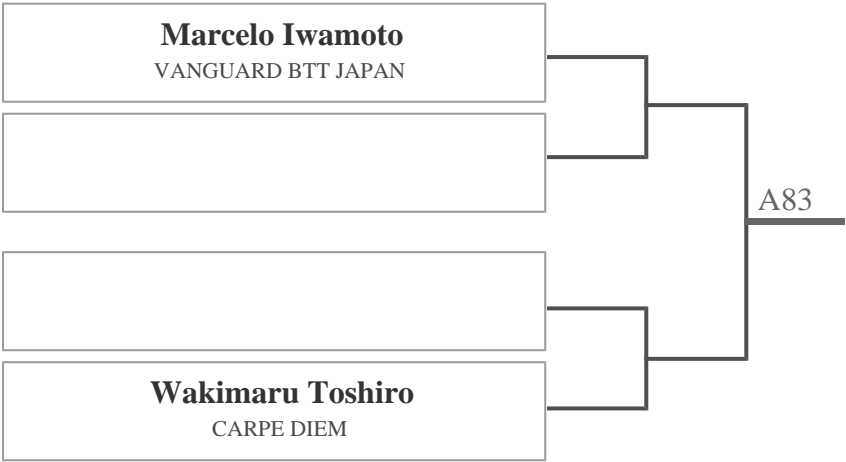 Marcelo Iwamoto
VANGUARD BTT JAPAN
A83
Wakimaru Toshiro
CARPE DIEM